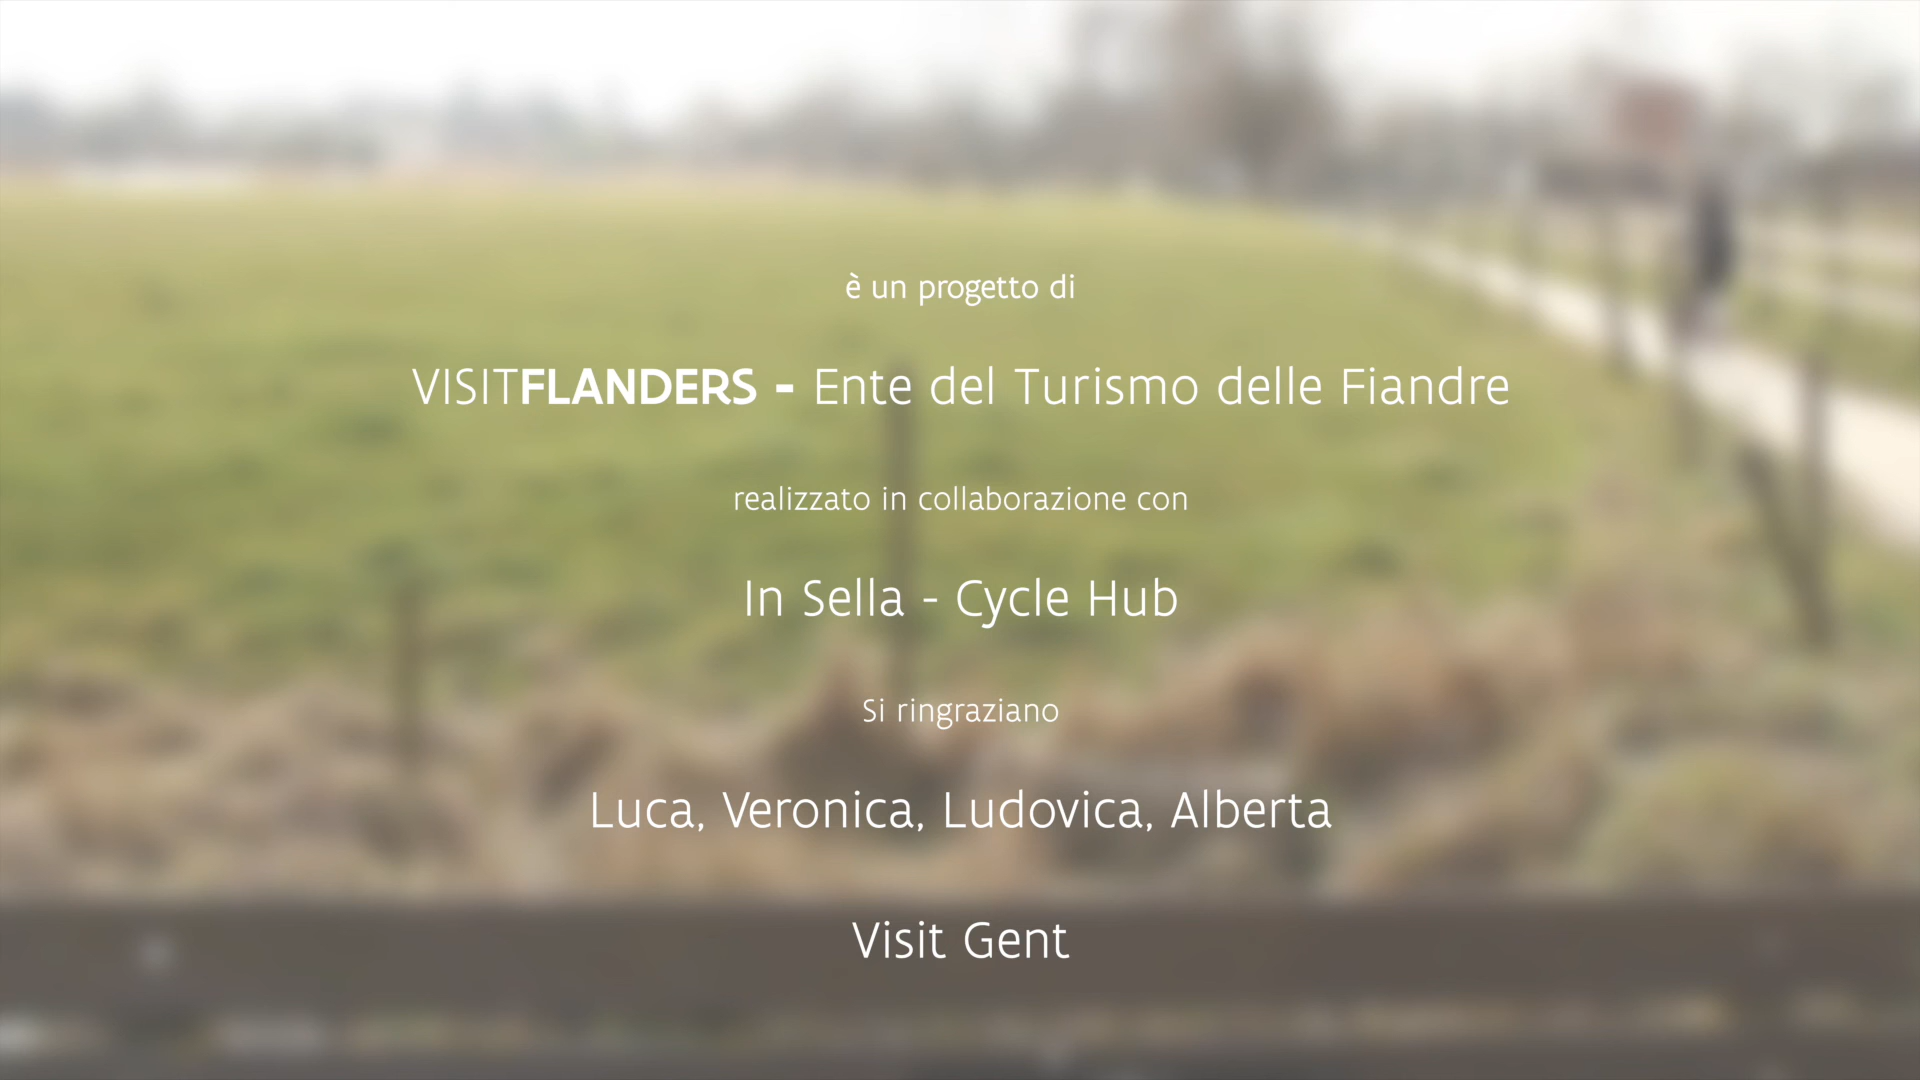 è un progetto di
VISITFLANDERS - Ente del Turismo delle Fiandre
realizzato in collaborazione con
In Sella - Cycle Hub
Si ringraziano
Luca, Veronica, Ludovica, Alberta
Visit Gent